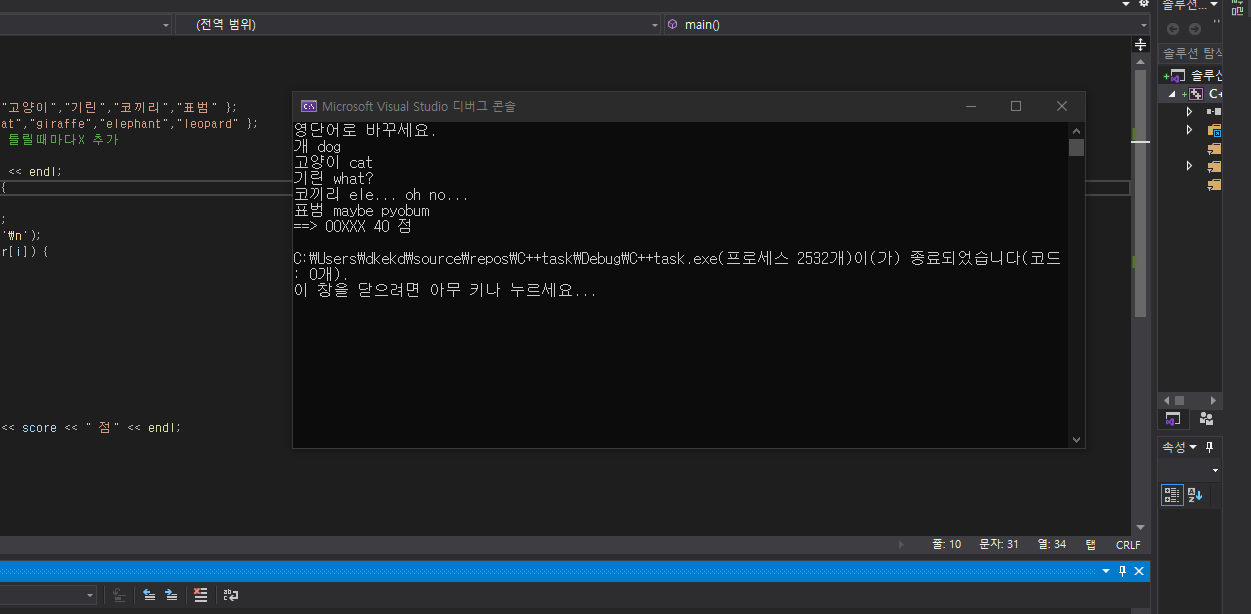 솔루션...
(전역 범위)
main()
솔루션 탐색
솔루션
C+
"고양이","기린","코끼리","표범" };
at","giraffe","elephant","leopard" };
틀릴때마다X 추가
<< endl;
{
;
'\n');
r[i]) {
<< score << " 점" << endl;
Microsoft Visual Studio 디버그 콘솔
영단어로 바꾸세요.
개 dog
고양이 cat
기린 what?
코끼리 ele... oh no...
표범 maybe pyobum
==> OOXXX 40 점
C:\Users\dkekd\source\repos\C++task\Debug\C++task.exe(프로세스 2532개)이(가) 종료되었습니다(코드
: 0개).
이 창을 닫으려면 아무 키나 누르세요...
속성
줄: 10 문자: 31 열: 34 탭 CRLF